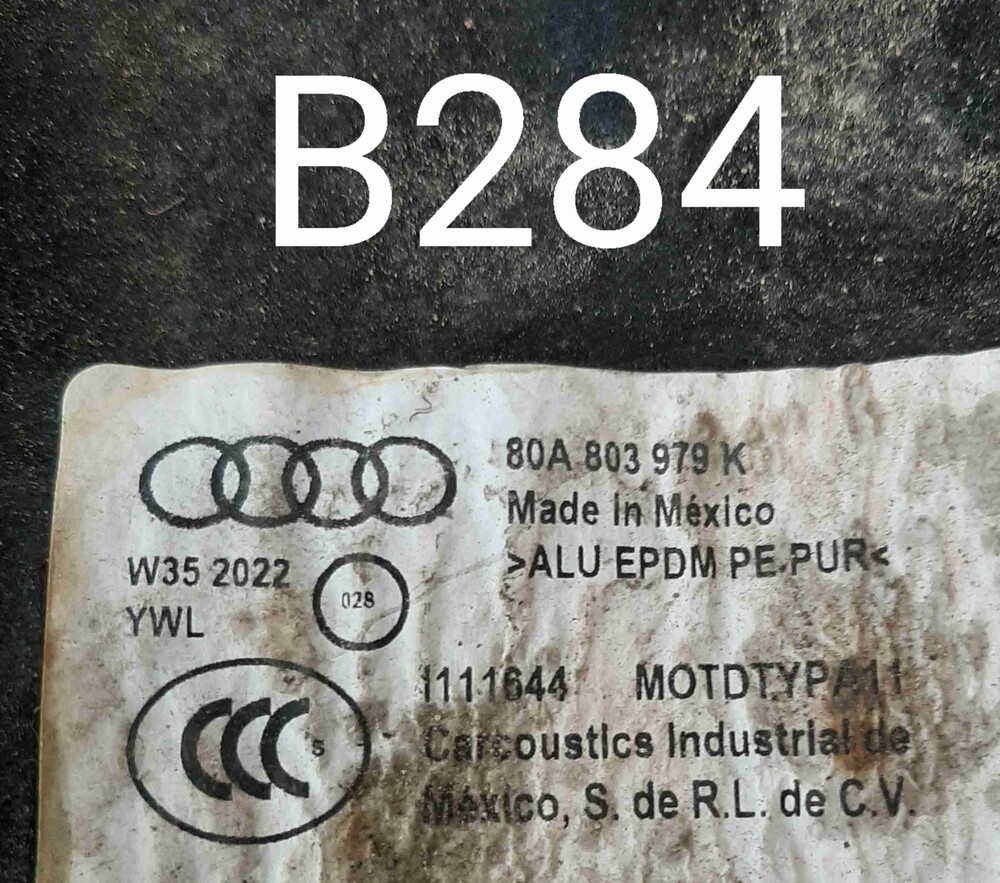 B284
80A 803 979 K
Made in México
>ALU EPDM PE.PUR<
W35 2022
YWL
028
1111644 MOTDTYPA11
CCC S
Carcoustics Industrial de
México, S. de R.L. de C.V.